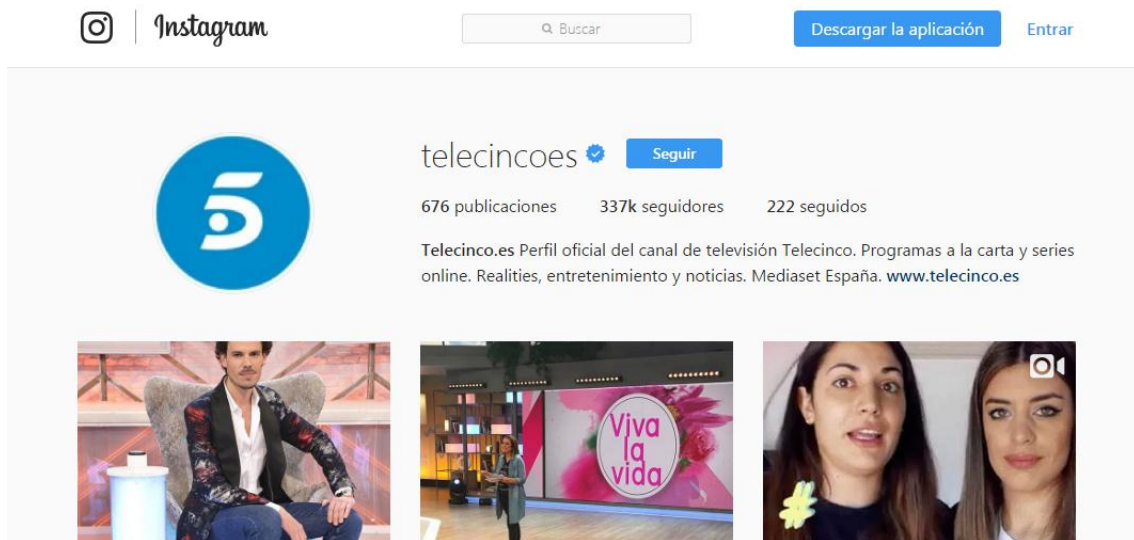 Instagram
Buscar
Descargar la aplicación
Entrar
5
telecincoes
Seguir
676 publicaciones 337k seguidores 222 seguidos
Telecinco.es Perfil oficial del canal de televisión Telecinco. Programas a la carta y series
online. Realities, entretenimiento y noticias. Mediaset España. www.telecinco.es
Viva
la
vida
#